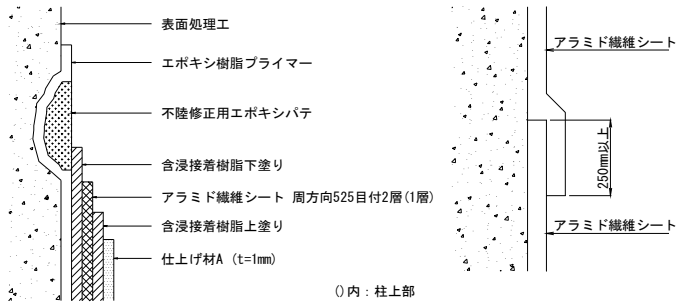 表面処理工
エポキシ樹脂プライマー
不陸修正用エポキシパテ
含浸接着樹脂下塗り
アラミド繊維シート 周方向525目付2層(1層)
含浸接着樹脂上塗り
仕上げ材A (t=1mm)
アラミド繊維シート
250mm以上
アラミド繊維シート
()内：柱上部